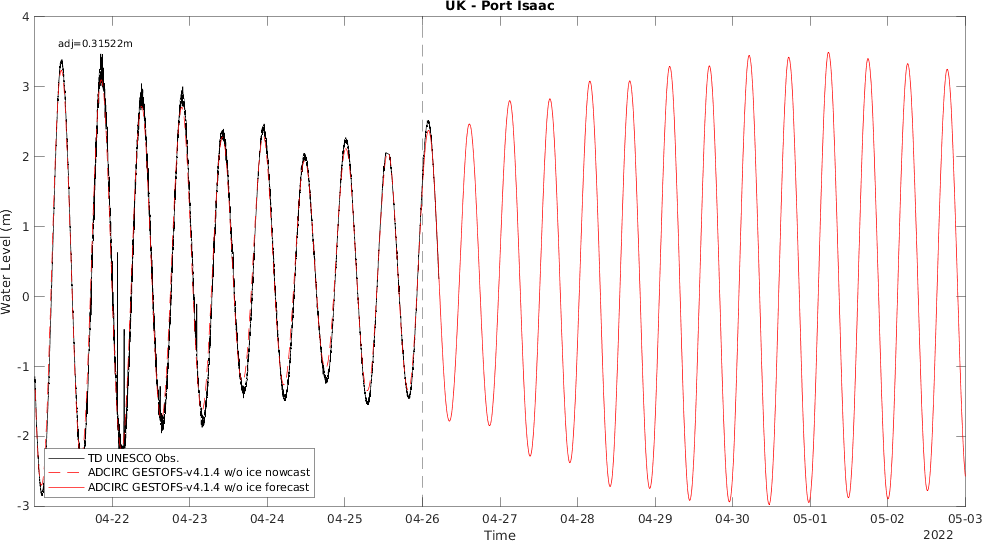 UK - Port Isaac
adj=0.31522m
Water Level (m)
4
3
2
1
0
-1
-2
-3
TD UNESCO Obs.
ADCIRC GESTOFS-v4.1.4 w/o ice nowcast
ADCIRC GESTOFS-v4.1.4 w/o ice forecast
04-22 04-23 04-24 04-25 04-26 04-27 04-28 04-29 04-30 05-01 05-02 05-03
Time
2022